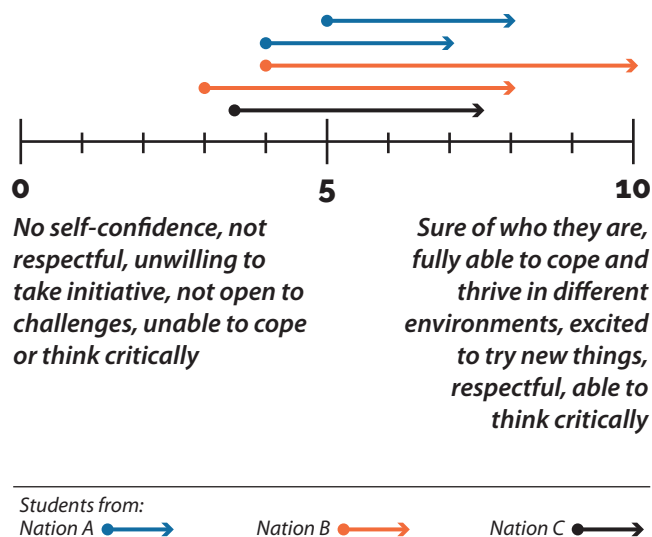 0
5
10
No self-confidence, not
respectful, unwilling to
take initiative, not open to
challenges, unable to cope
or think critically
Sure of who they are,
fully able to cope and
thrive in different
environments, excited
to try new things,
respectful, able to
think critically
Students from:
Nation A
Nation B
Nation C